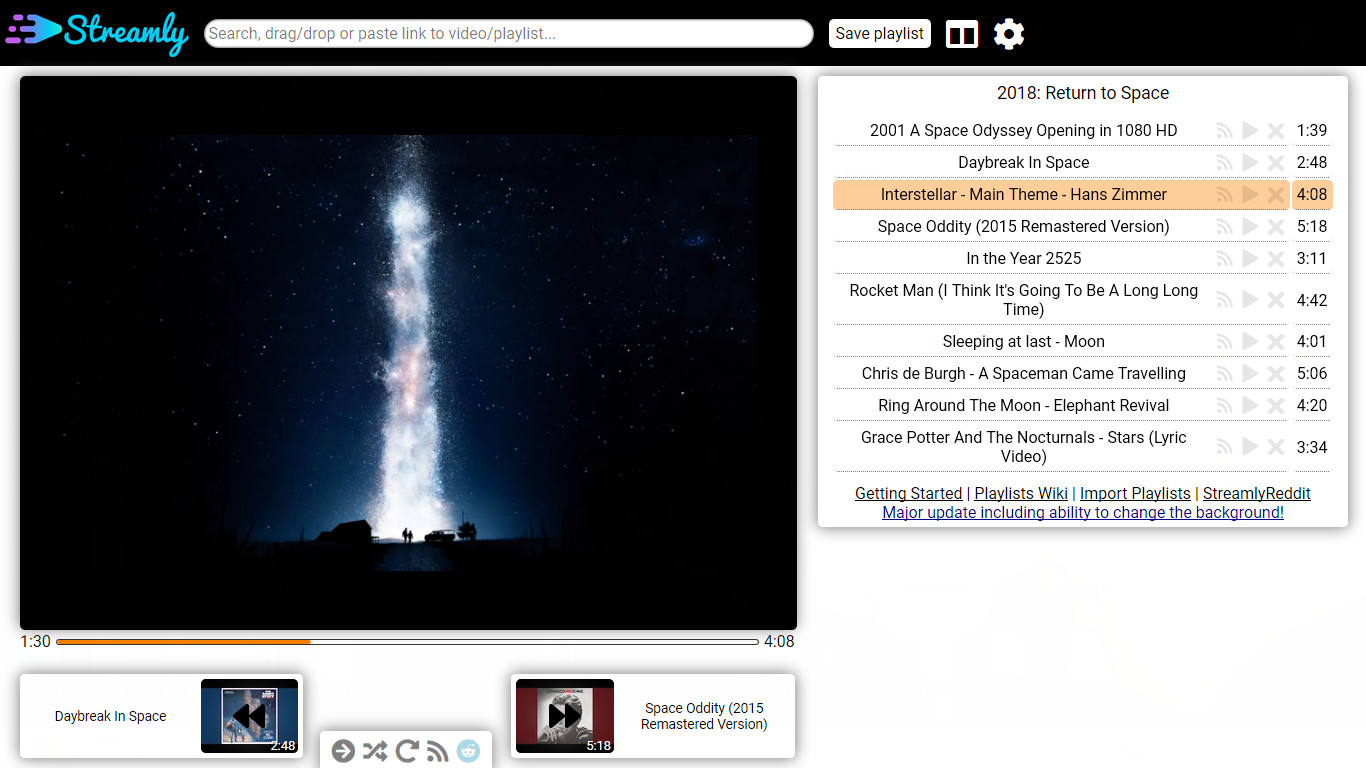 Streamly
Search, drag/drop or paste link to video/playlist...
Save playlist
2018: Return to Space
2001 A Space Odyssey Opening in 1080 HD 1:39
Daybreak In Space 2:48
Interstellar - Main Theme - Hans Zimmer 4:08
Space Oddity (2015 Remastered Version) 5:18
In the Year 2525 3:11
Rocket Man (I Think It's Going To Be A Long Long
Time) 4:42
Sleeping at last - Moon 4:01
Chris de Burgh - A Spaceman Came Travelling 5:06
Ring Around The Moon - Elephant Revival 4:20
Grace Potter And The Nocturnals - Stars (Lyric
Video) 3:34
Getting Started | Playlists Wiki | Import Playlists | StreamlyReddit
Major update including ability to change the background!
1:30 4:08
Daybreak In Space
2:48
5:18
Space Oddity (2015
Remastered Version)